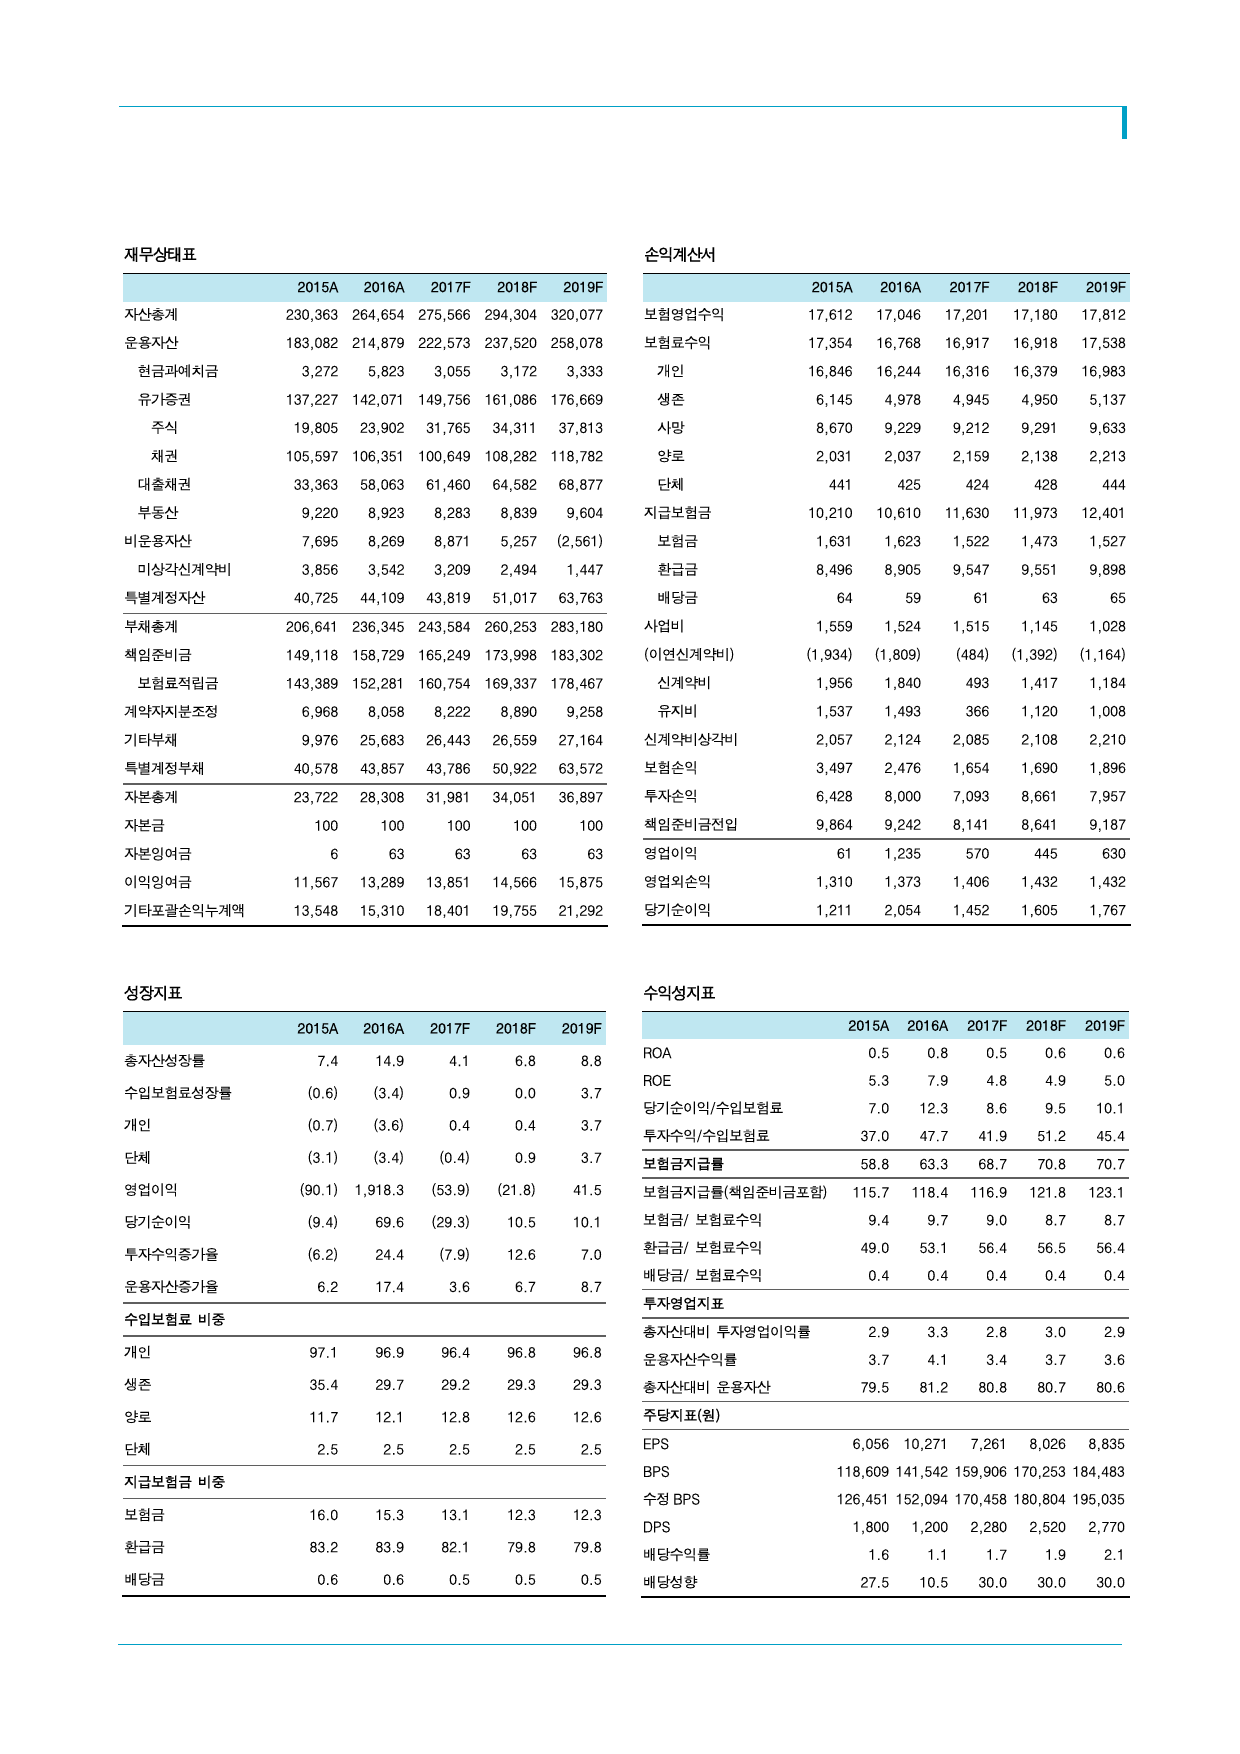 재무상태표
2015A 2016A 2017F 2018F 2019F
자산총계 230,363 264,654 275,566 294,304 320,077
운용자산 183,082 214,879 222,573 237,520 258,078
현금과예치금 3,272 5,823 3,055 3,172 3,333
유가증권 137,227 142,071 149,756 161,086 176,669
주식 19,805 23,902 31,765 34,311 37,813
채권 105,597 106,351 100,649 108,282 118,782
대출채권 33,363 58,063 61,460 64,582 68,877
부동산 9,220 8,923 8,283 8,839 9,604
비운용자산 7,695 8,269 8,871 5,257 (2,561)
미상각신계약비 3,856 3,542 3,209 2,494 1,447
특별계정자산 40,725 44,109 43,819 51,017 63,763
부채총계 206,641 236,345 243,584 260,253 283,180
책임준비금 149,118 158,729 165,249 173,998 183,302
보험료적립금 143,389 152,281 160,754 169,337 178,467
계약자지분조정 6,968 8,058 8,222 8,890 9,258
기타부채 9,976 25,683 26,443 26,559 27,164
특별계정부채 40,578 43,857 43,786 50,922 63,572
자본총계 23,722 28,308 31,981 34,051 36,897
자본금 100 100 100 100 100
자본잉여금 6 63 63 63 63
이익잉여금 11,567 13,289 13,851 14,566 15,875
기타포괄손익누계액 13,548 15,310 18,401 19,755 21,292
손익계산서
2015A 2016A 2017F 2018F 2019F
보험영업수익 17,612 17,046 17,201 17,180 17,812
보험료수익 17,354 16,768 16,917 16,918 17,538
개인 16,846 16,244 16,316 16,379 16,983
생존 6,145 4,978 4,945 4,950 5,137
사망 8,670 9,229 9,212 9,291 9,633
양로 2,031 2,037 2,159 2,138 2,213
단체 441 425 424 428 444
지급보험금 10,210 10,610 11,630 11,973 12,401
보험금 1,631 1,623 1,522 1,473 1,527
환급금 8,496 8,905 9,547 9,551 9,898
배당금 64 59 61 63 65
사업비 1,559 1,524 1,515 1,145 1,028
(이연신계약비) (1,934) (1,809) (484) (1,392) (1,164)
신계약비 1,956 1,840 493 1,417 1,184
유지비 1,537 1,493 366 1,120 1,008
신계약비상각비 2,057 2,124 2,085 2,108 2,210
보험손익 3,497 2,476 1,654 1,690 1,896
투자손익 6,428 8,000 7,093 8,661 7,957
책임준비금전입 9,864 9,242 8,141 8,641 9,187
영업이익 61 1,235 570 445 630
영업외손익 1,310 1,373 1,406 1,432 1,432
당기순이익 1,211 2,054 1,452 1,605 1,767
성장지표
2015A 2016A 2017F 2018F 2019F
총자산성장률 7.4 14.9 4.1 6.8 8.8
수입보험료성장률 (0.6) (3.4) 0.9 0.0 3.7
개인 (0.7) (3.6) 0.4 0.4 3.7
단체 (3.1) (3.4) (0.4) 0.9 3.7
영업이익 (90.1) 1,918.3 (53.9) (21.8) 41.5
당기순이익 (9.4) 69.6 (29.3) 10.5 10.1
투자수익증가율 (6.2) 24.4 (7.9) 12.6 7.0
운용자산증가율 6.2 17.4 3.6 6.7 8.7
수입보험료 비중
개인 97.1 96.9 96.4 96.8 96.8
생존 35.4 29.7 29.2 29.3 29.3
양로 11.7 12.1 12.8 12.6 12.6
단체 2.5 2.5 2.5 2.5 2.5
지급보험금 비중
보험금 16.0 15.3 13.1 12.3 12.3
환급금 83.2 83.9 82.1 79.8 79.8
배당금 0.6 0.6 0.5 0.5 0.5
수익성지표
2015A 2016A 2017F 2018F 2019F
ROA 0.5 0.8 0.5 0.6 0.6
ROE 5.3 7.9 4.8 4.9 5.0
당기순이익/수입보험료 7.0 12.3 8.6 9.5 10.1
투자수익/수입보험료 37.0 47.7 41.9 51.2 45.4
보험금지급률 58.8 63.3 68.7 70.8 70.7
보험금지급률(책임준비금포함) 115.7 118.4 116.9 121.8 123.1
보험금/ 보험료수익 9.4 9.7 9.0 8.7 8.7
환급금/ 보험료수익 49.0 53.1 56.4 56.5 56.4
배당금/ 보험료수익 0.4 0.4 0.4 0.4 0.4
투자영업지표
총자산대비 투자영업이익률 2.9 3.3 2.8 3.0 2.9
운용자산수익률 3.7 4.1 3.4 3.7 3.6
총자산대비 운용자산 79.5 81.2 80.8 80.7 80.6
주당지표(원)
EPS 6,056 10,271 7,261 8,026 8,835
BPS 118,609 141,542 159,906 170,253 184,483
수정 BPS 126,451 152,094 170,458 180,804 195,035
DPS 1,800 1,200 2,280 2,520 2,770
배당수익률 1.6 1.1 1.7 1.9 2.1
배당성향 27.5 10.5 30.0 30.0 30.0